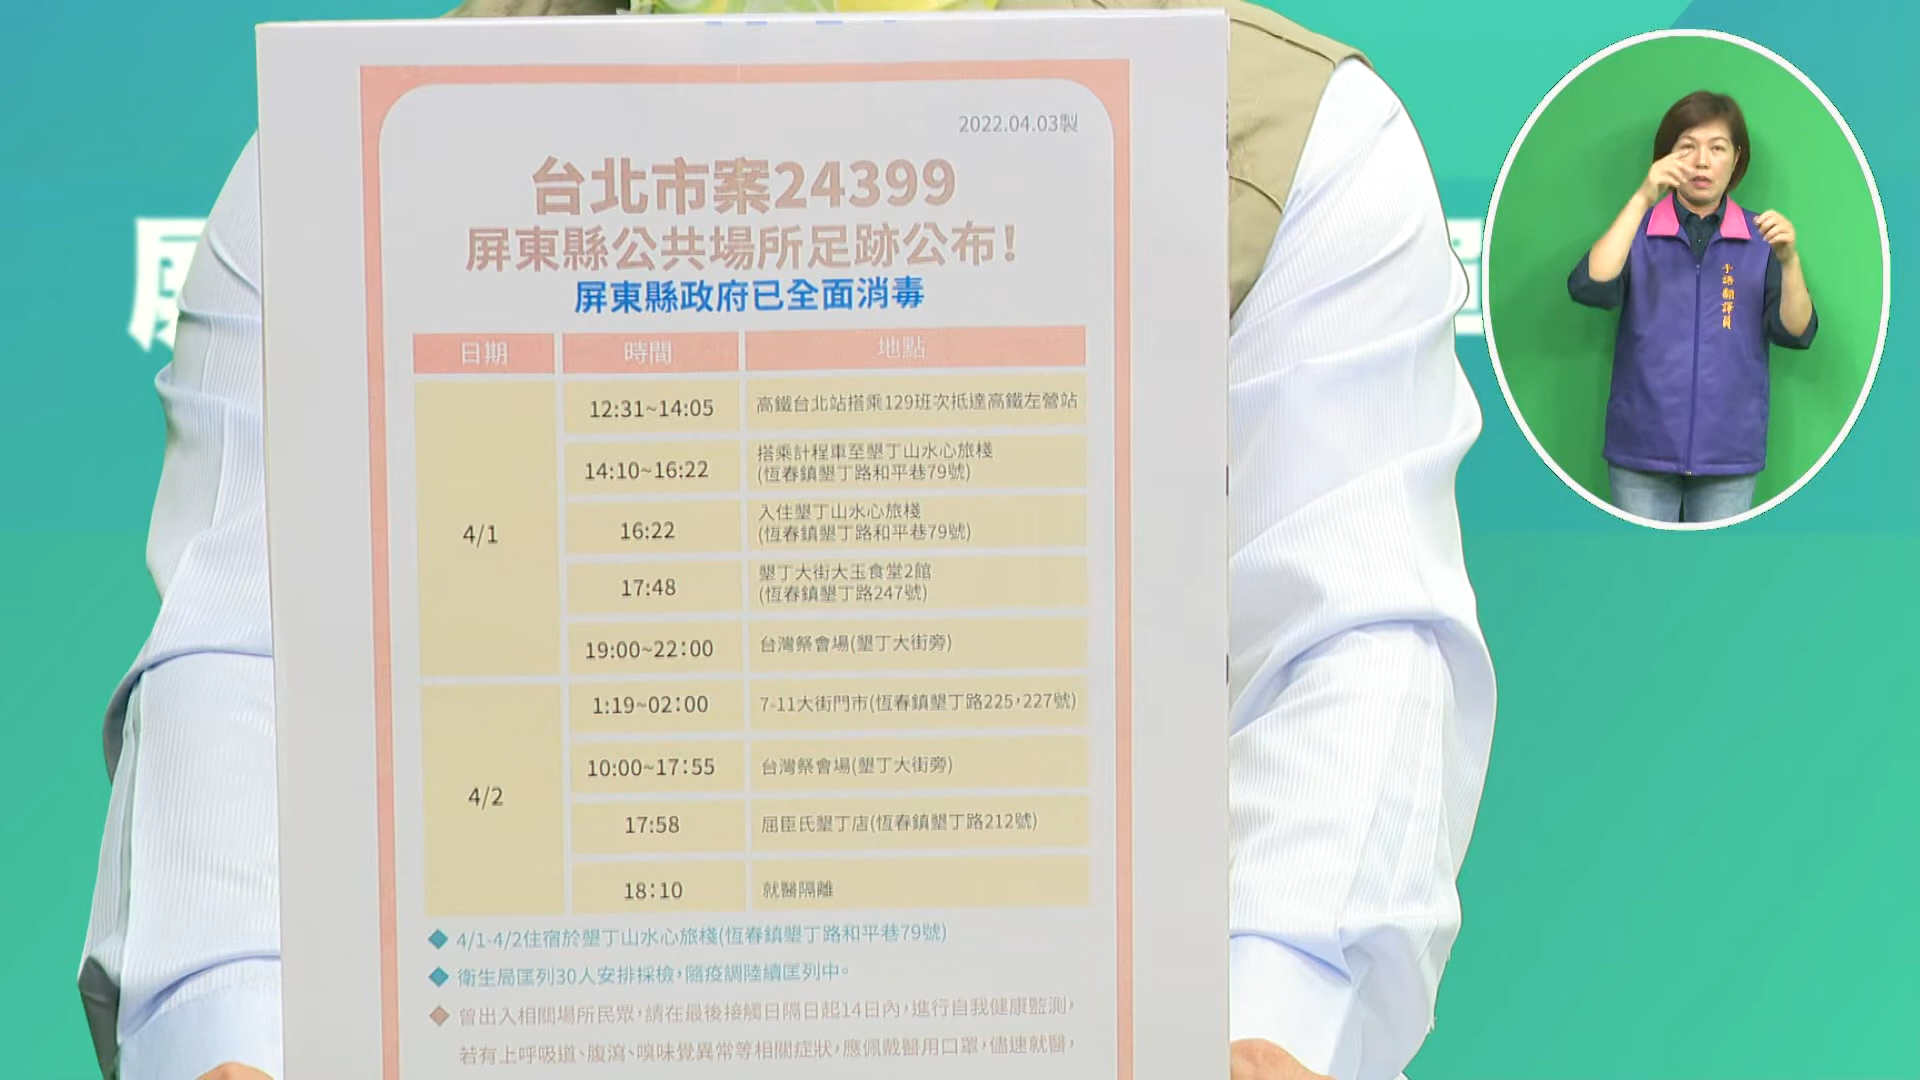 2022.04.03製
台北市案24399
屏東縣公共場所足跡公布!
屏東縣政府已全面消毒
日期 時間 地點
4/1
12:31~14:05 高鐵台北站搭乘129班次抵達高鐵左營站
14:10~16:22 搭乘計程車至墾丁山水心旅棧
(恆春鎮墾丁路和平巷79號)
16:22 入住墾丁山水心旅棧
(恆春鎮墾丁路和平巷79號)
17:48 墾丁大街大玉食堂2館
(恆春鎮墾丁路247號)
19:00~22:00 台灣祭會場(墾丁大街旁)
4/2
1:19~02:00 7-11大街門市(恆春鎮墾丁路225,227號)
10:00~17:55 台灣祭會場(墾丁大街旁)
17:58 屈臣氏墾丁店(恆春鎮墾丁路212號)
18:10 就醫隔離
4/1-4/2住宿於墾丁山水心旅棧(恆春鎮墾丁路和平巷79號)
衛生局匡列30人安排採檢,隨疫調陸續匡列中。
曾出入相關場所民眾,請在最後接觸日隔日起14日內,進行自我健康監測,
若有上呼吸道、腹瀉、嗅味覺異常等相關症狀,應佩戴醫用口罩,儘速就醫,
手語翻譯員